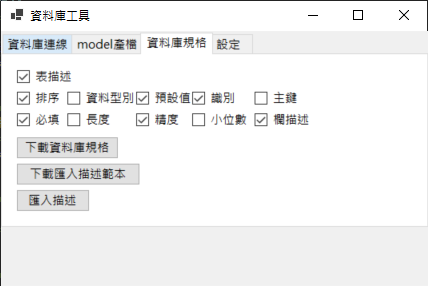 資料庫工具
資料庫連線 model產檔 資料庫規格 設定
表描述
排序 資料型別 預設值 識別 主鍵
必填 長度 精度 小位數 欄描述
下載資料庫規格
下載匯入描述範本
匯入描述